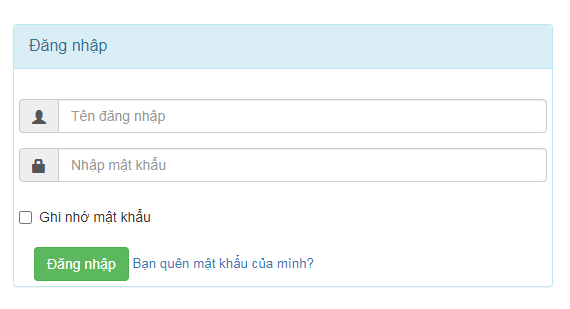 Đăng nhập
Tên đăng nhập
Nhập mật khẩu
Ghi nhớ mật khẩu
Đăng nhập Bạn quên mật khẩu của mình?